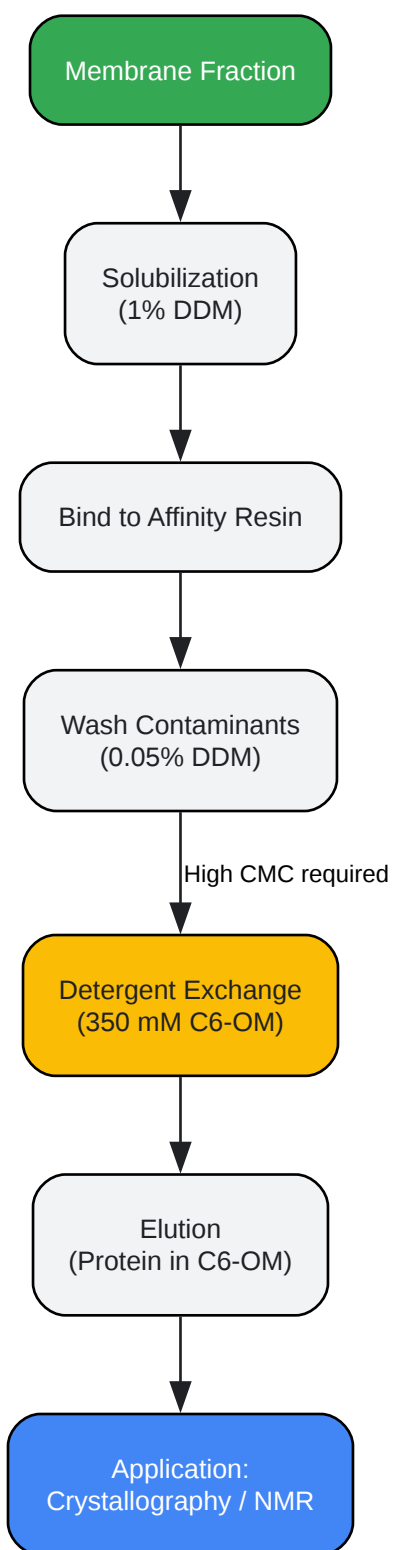 Membrane Fraction
Solubilization
(1% DDM)
Bind to Affinity Resin
Wash Contaminants
(0.05% DDM)
High CMC required
Detergent Exchange
(350 mM C6-OM)
Elution
(Protein in C6-OM)
Application:
Crystallography / NMR